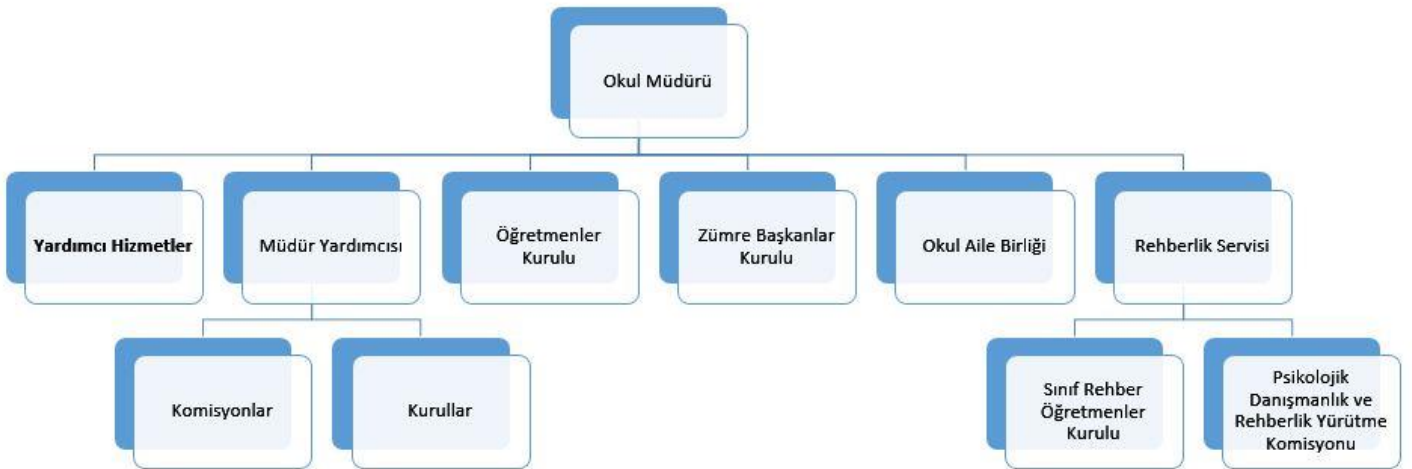 Okul Müdürü
Yardımcı Hizmetler
Müdür Yardımcısı
Öğretmenler
Kurulu
Zümre Başkanlar
Kurulu
Okul Aile Birliği
Rehberlik Servisi
Komisyonlar
Kurullar
Sınıf Rehber
Öğretmenler
Kurulu
Psikolojik
Danışmanlık ve
Rehberlik Yürütme
Komisyonu